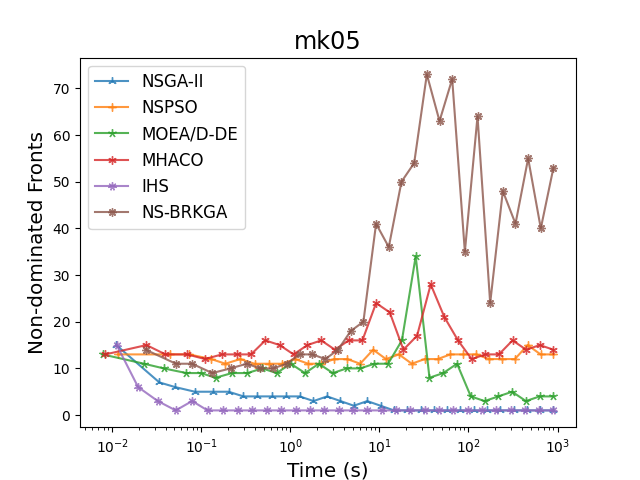 mk05
Non-dominated Fronts
70
60
50
40
30
20
10
0
NSGA-II
NSPSO
MOEA/D-DE
MHACO
IHS
NS-BRKGA
10⁻² 10⁻¹ 10⁰ 10¹ 10² 10³
Time (s)